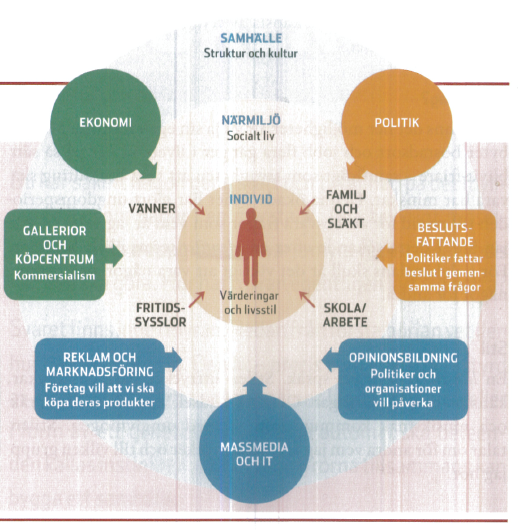 SAMHÄLLE
Struktur och kultur
EKONOMI
NÄRMILJÖ
Socialt liv
POLITIK
VÄNNER
INDIVID
FAMILJ
OCH
SLÄKT
GALLERIOR
OCH
KÖPCENTRUM
Kommersialism
BESLUTS-
FATTANDE
Politiker fattar
beslut i gemen-
samma frågor
Värderingar
och livsstil
FRITIDS-
SYSSLOR
SKOLA/
ARBETE
REKLAM OCH
MARKNADSFÖRING
Företag vill att vi ska
köpa deras produkter
OPINIONSBILDNING
Politiker och
organisationer
vill påverka
MASSMEDIA
OCH IT